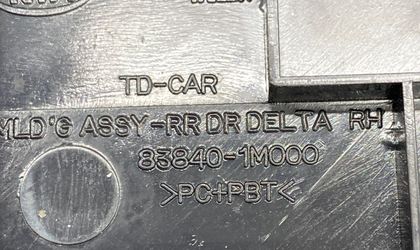 TD-CAR
MLD'G ASSY-RR DR DELTA RH
83840-1M000
>PC+PBT<